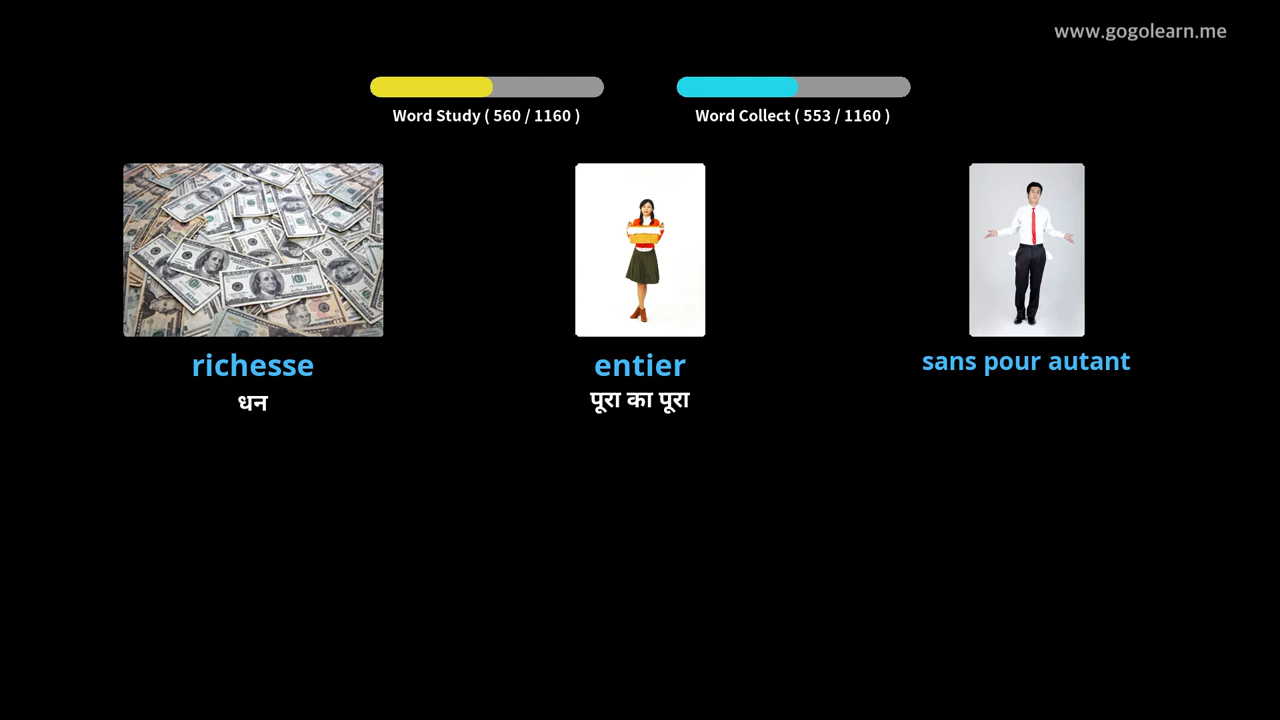 www.gogolearn.me
Word Study ( 560 / 1160 )
Word Collect ( 553 / 1160 )
richesse
धन
entier
पूरा का पूरा
sans pour autant